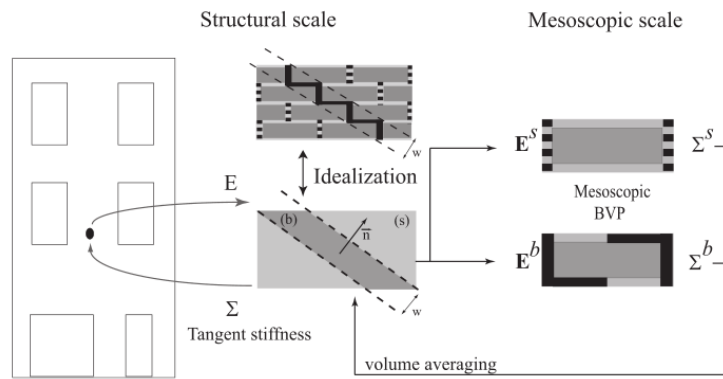 Structural scale
Mesoscopic scale
w
E
Idealization
(b)
(s)
n̅
w
Σ
Tangent stiffness
E^s
Σ^s
Mesoscopic
BVP
E^b
Σ^b
volume averaging